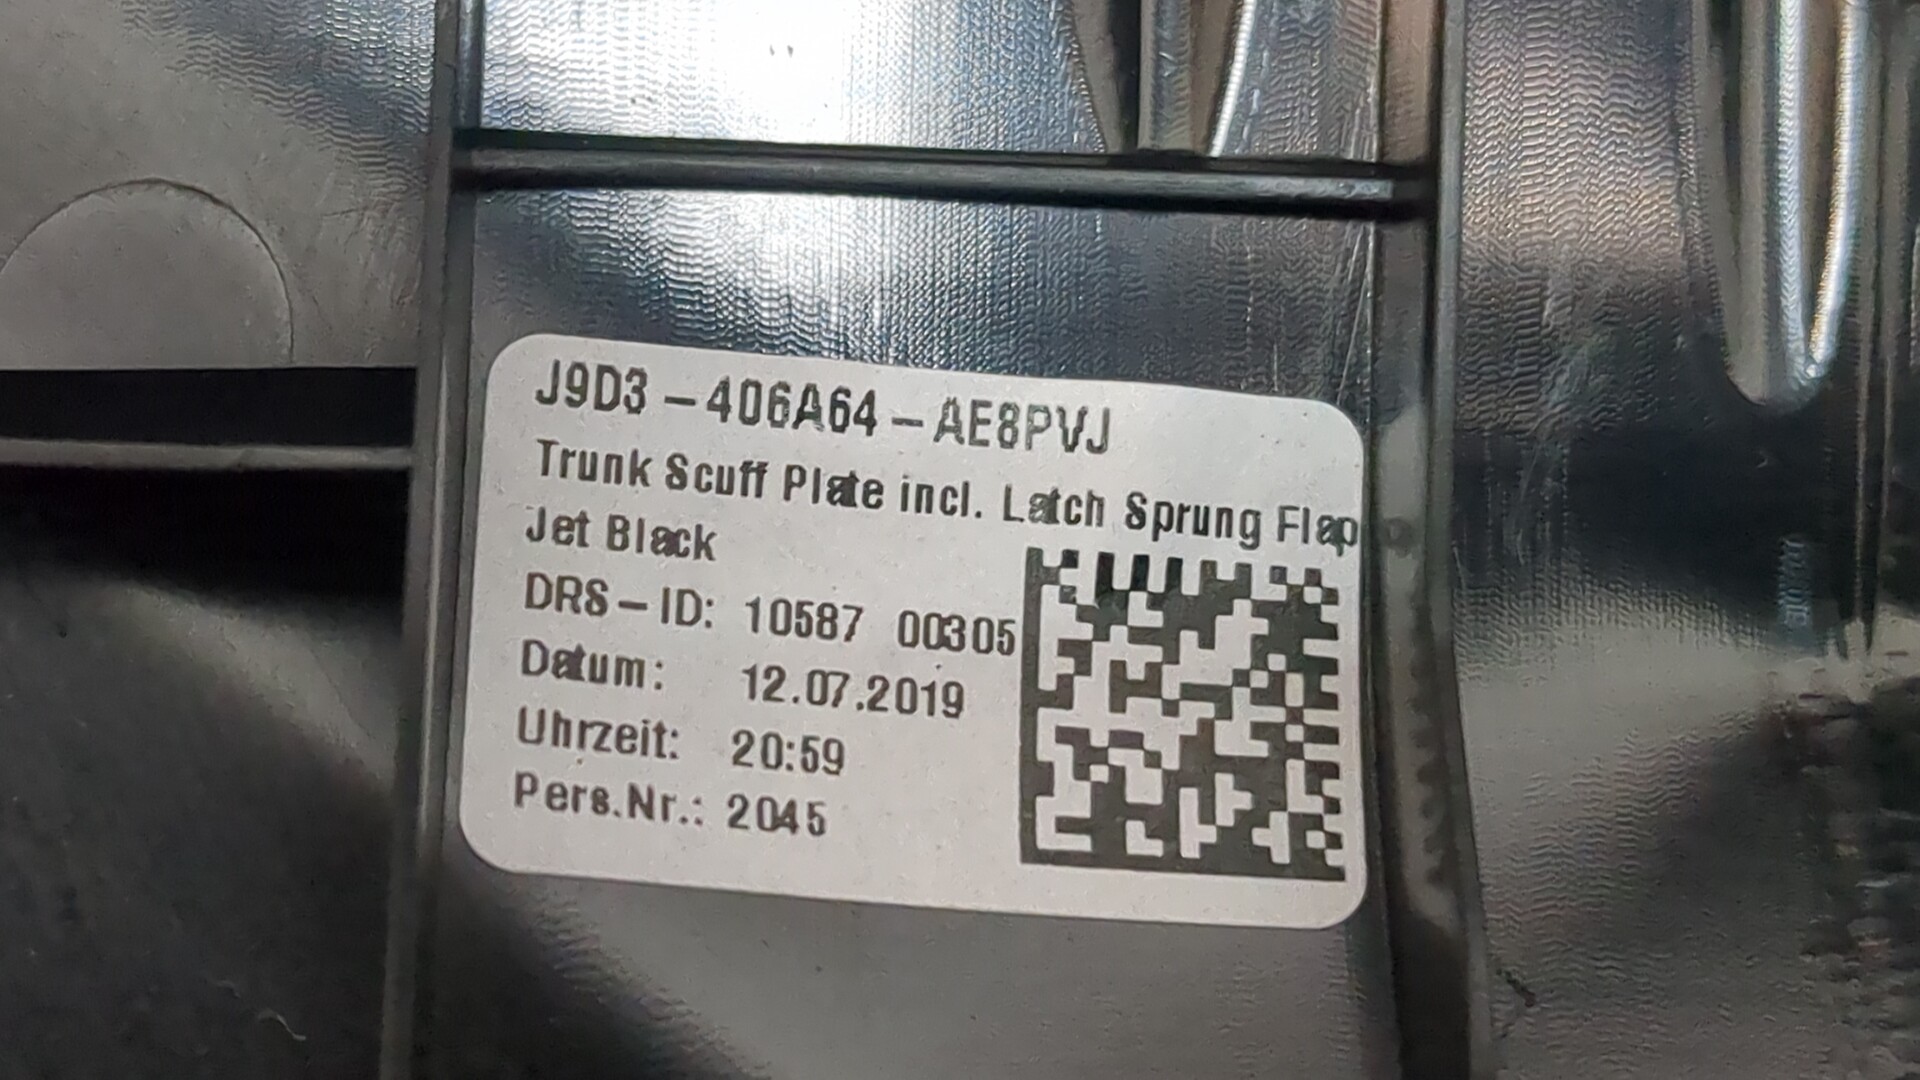 J9D3-406A64-AE8PVJ
Trunk Scuff Plate incl. Latch Sprung Flap
Jet Black
DRS-ID: 10587 00305
Datum: 12.07.2019
Uhrzeit: 20:59
Pers.Nr.: 2045